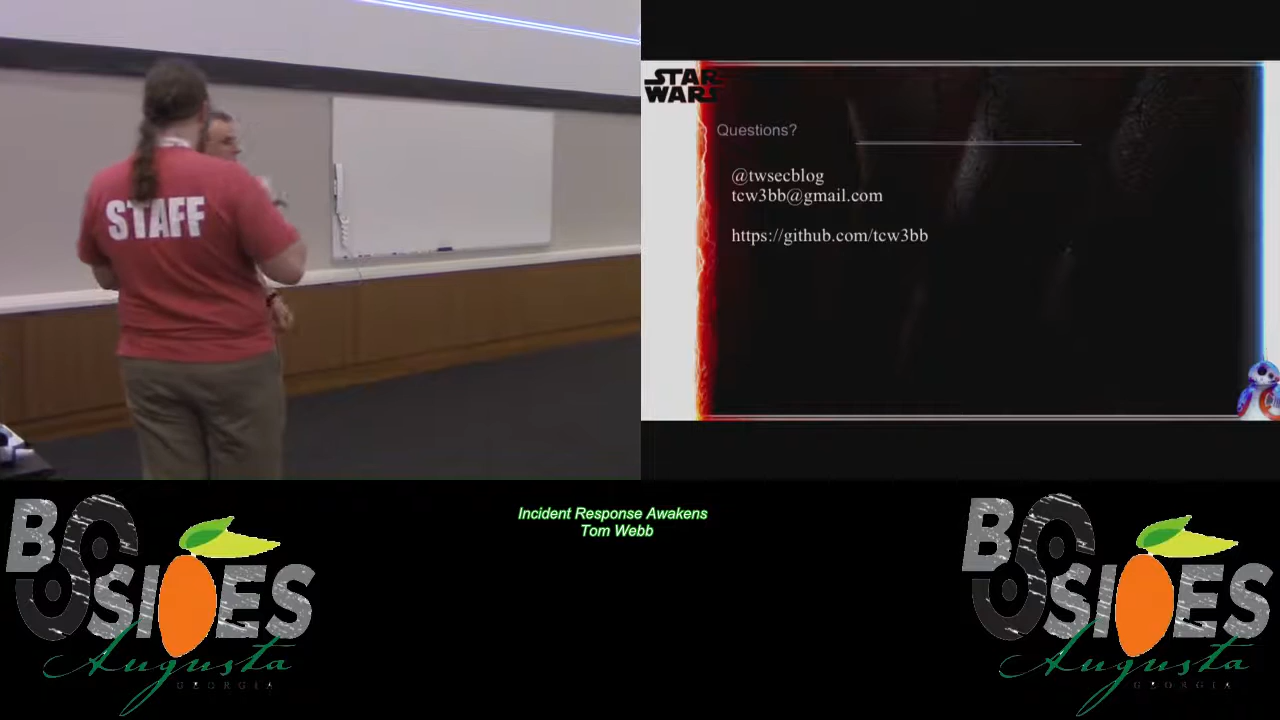 STAFF
STAR
WARS
Questions?
@twsecblog
tcw3bb@gmail.com
https://github.com/tcw3bb
Incident Response Awakens
Tom Webb
BSIDES
Augusta
GEORGIA
BSIDES
Augusta
GEORGIA